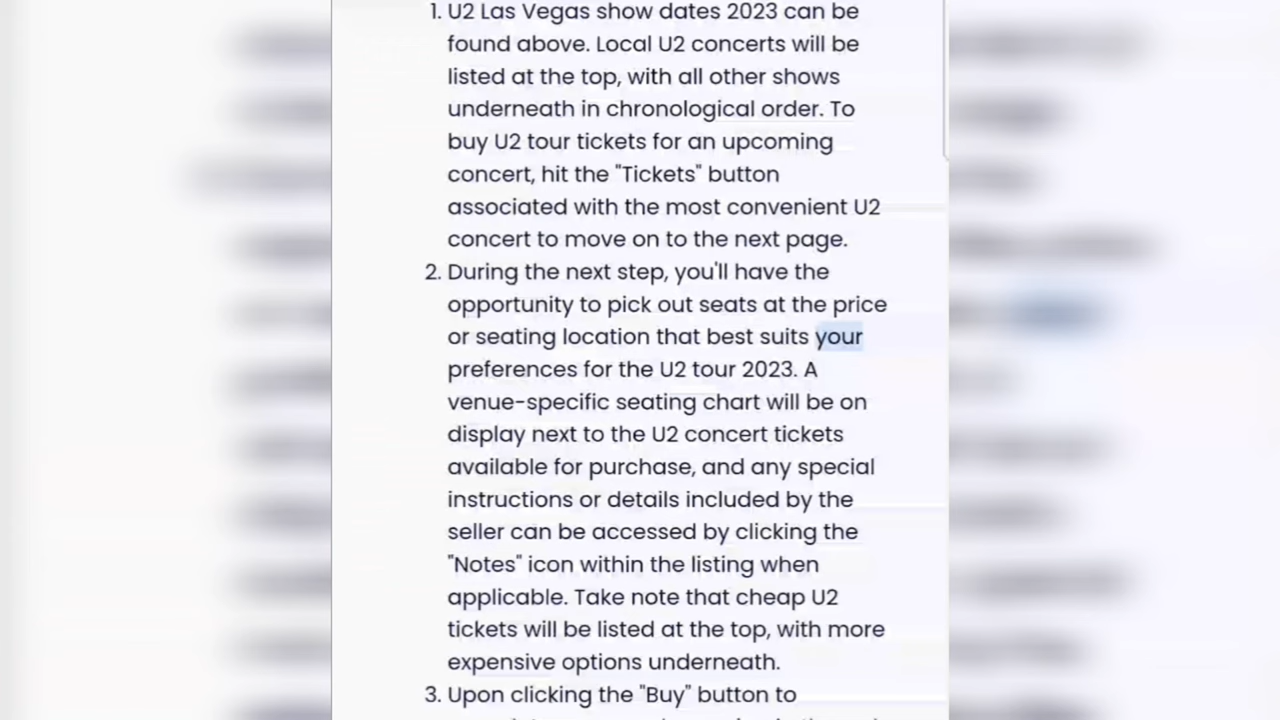 1. U2 Las Vegas show dates 2023 can be
found above. Local U2 concerts will be
listed at the top, with all other shows
underneath in chronological order. To
buy U2 tour tickets for an upcoming
concert, hit the "Tickets" button
associated with the most convenient U2
concert to move on to the next page.
2. During the next step, you'll have the
opportunity to pick out seats at the price
or seating location that best suits your
preferences for the U2 tour 2023. A
venue-specific seating chart will be on
display next to the U2 concert tickets
available for purchase, and any special
instructions or details included by the
seller can be accessed by clicking the
"Notes" icon within the listing when
applicable. Take note that cheap U2
tickets will be listed at the top, with more
expensive options underneath.
3. Upon clicking the "Buy" button to